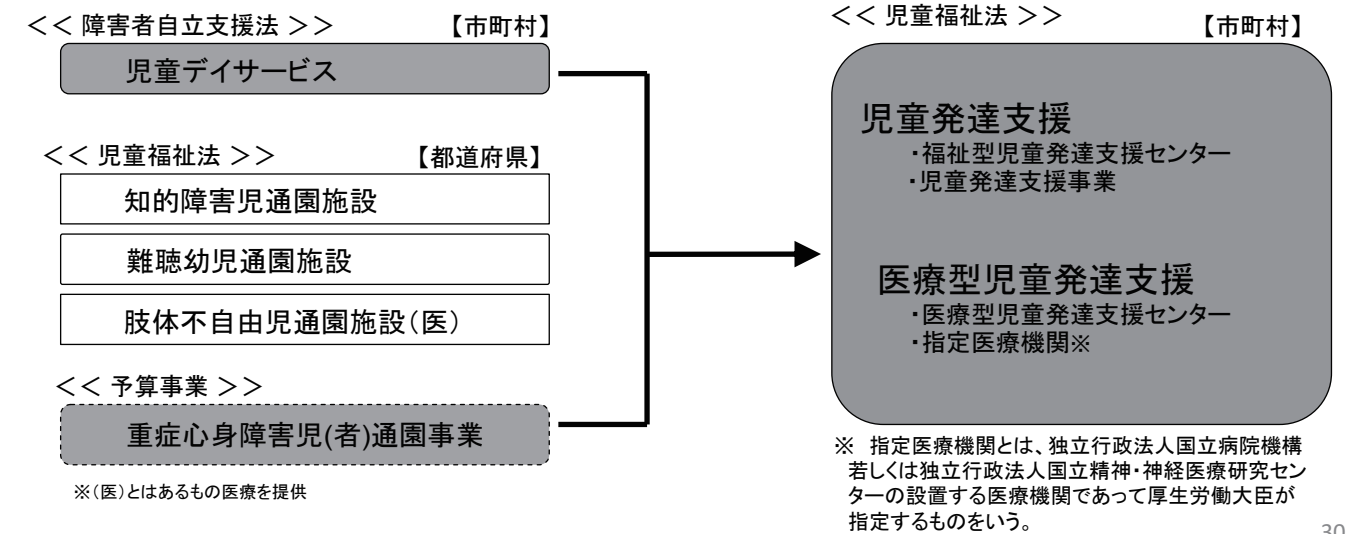 << 障害者自立支援法 >> 【市町村】
児童デイサービス
<< 児童福祉法 >> 【都道府県】
知的障害児通園施設
難聴幼児通園施設
肢体不自由児通園施設(医)
<< 予算事業 >>
重症心身障害児(者)通園事業
※(医)とはあるもの医療を提供
<< 児童福祉法 >> 【市町村】
児童発達支援
・福祉型児童発達支援センター
・児童発達支援事業
医療型児童発達支援
・医療型児童発達支援センター
・指定医療機関※
※ 指定医療機関とは、独立行政法人国立病院機構
若しくは独立行政法人国立精神・神経医療研究セン
ターの設置する医療機関であって厚生労働大臣が
指定するものをいう。
30